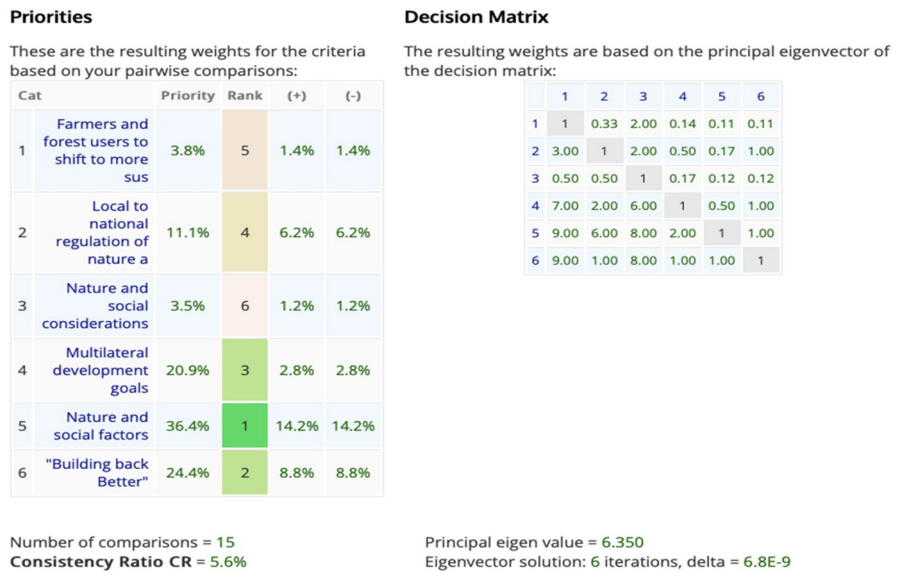 Priorities
These are the resulting weights for the criteria
based on your pairwise comparisons:
Cat Priority Rank (+) (-)
1 Farmers and forest users to shift to more sus 3.8% 5 1.4% 1.4%
2 Local to national regulation of nature a 11.1% 4 6.2% 6.2%
3 Nature and social considerations 3.5% 6 1.2% 1.2%
4 Multilateral development goals 20.9% 3 2.8% 2.8%
5 Nature and social factors 36.4% 1 14.2% 14.2%
6 "Building back Better" 24.4% 2 8.8% 8.8%
Number of comparisons = 15
Consistency Ratio CR = 5.6%
Decision Matrix
The resulting weights are based on the principal eigenvector of
the decision matrix:
1 2 3 4 5 6
1 1 0.33 2.00 0.14 0.11 0.11
2 3.00 1 2.00 0.50 0.17 1.00
3 0.50 0.50 1 0.17 0.12 0.12
4 7.00 2.00 6.00 1 0.50 1.00
5 9.00 6.00 8.00 2.00 1 1.00
6 9.00 1.00 8.00 1.00 1.00 1
Principal eigen value = 6.350
Eigenvector solution: 6 iterations, delta = 6.8E-9